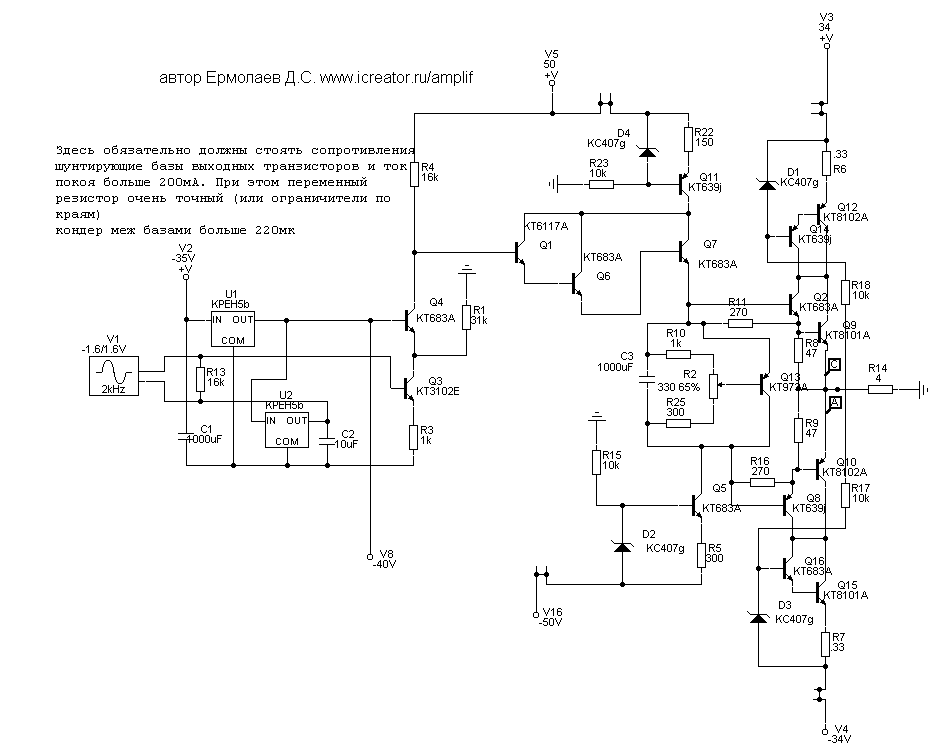 V3
34
+V
V5
50
+V
автор Ермолаев Д.С. www.icreator.ru/amplif
Здесь обязательно должны стоять сопротивления
шунтирующие базы выходных транзисторов и ток
покоя больше 200мА. При этом переменный
резистор очень точный (или ограничители по
краям)
кондер меж базами больше 220мк
R4
16k
D4
KC407g
R22
150
R23
10k
Q11
KT639j
D1
KC407g
.33
R6
Q12
KT8102A
Q14
KT639j
KT6117A
Q1
KT683A
Q6
Q7
KT683A
V2
-35V
+V
U1
KPEH5b
IN OUT
COM
Q4
KT683A
R1
31k
R11
270
Q2
KT683A
R18
10k
Q9
KT8101A
R8
47
V1
-1.6/1.6V
2kHz
R13
16k
U2
KPEH5b
IN OUT
COM
Q3
KT3102E
C3
1000uF
R10
1k
R2
330 65%
R25
300
Q13
KT973A
C
A
R14
4
C1
1000uF
C2
10uF
R3
1k
R9
47
R15
10k
R16
270
Q10
KT8102A
Q5
KT683A
Q8
KT639j
R17
10k
V8
-40V
D2
KC407g
R5
300
Q16
KT683A
Q15
KT8101A
V16
-50V
D3
KC407g
R7
.33
V4
-34V